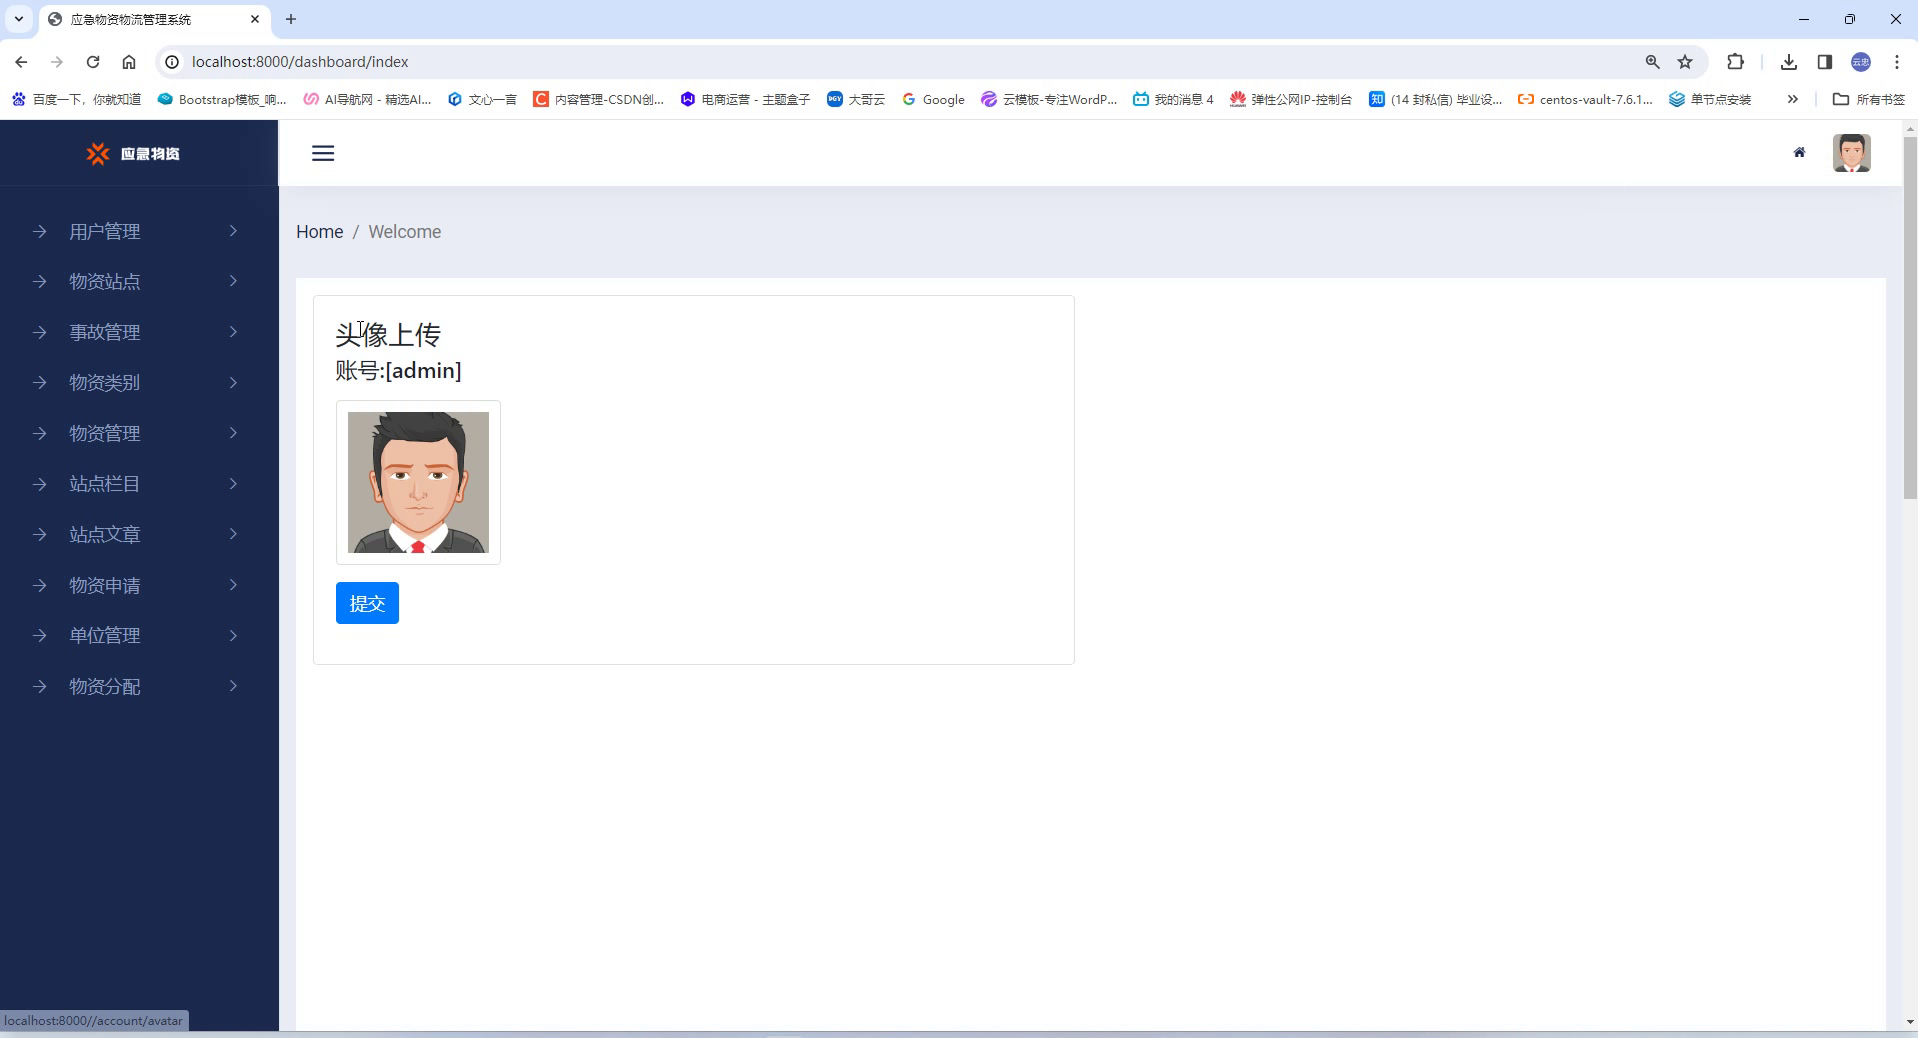 应急物资物流管理系统
localhost:8000/dashboard/index
云忠
百度一下，你就知道
Bootstrap模板_响...
AI导航网 - 精选AI...
文心一言
内容管理-CSDN创...
电商运营 - 主题盒子
大哥云
Google
云模板-专注WordP...
我的消息 4
弹性公网IP-控制台
(14 封私信) 毕业设...
centos-vault-7.6.1...
单节点安装
所有书签
应急物资
Home / Welcome
用户管理
物资站点
事故管理
物资类别
物资管理
站点栏目
站点文章
物资申请
单位管理
物资分配
头像上传
账号:[admin]
提交
localhost:8000//account/avatar